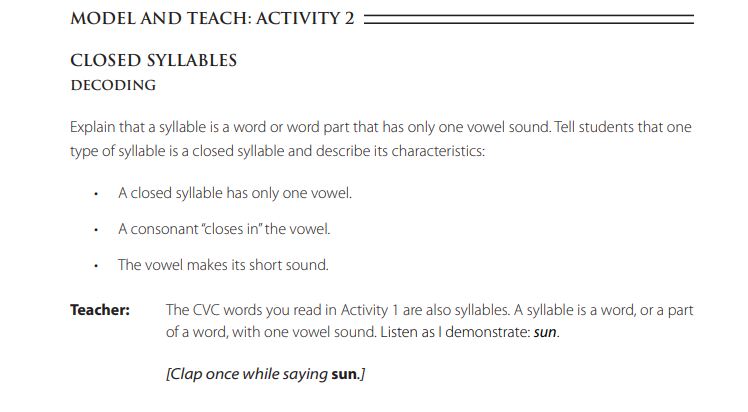 MODEL AND TEACH: ACTIVITY 2
CLOSED SYLLABLES
DECODING
Explain that a syllable is a word or word part that has only one vowel sound. Tell students that one
type of syllable is a closed syllable and describe its characteristics:
• A closed syllable has only one vowel.
• A consonant “closes in” the vowel.
• The vowel makes its short sound.
Teacher: The CVC words you read in Activity 1 are also syllables. A syllable is a word, or a part
of a word, with one vowel sound. Listen as I demonstrate: sun.
[Clap once while saying sun.]